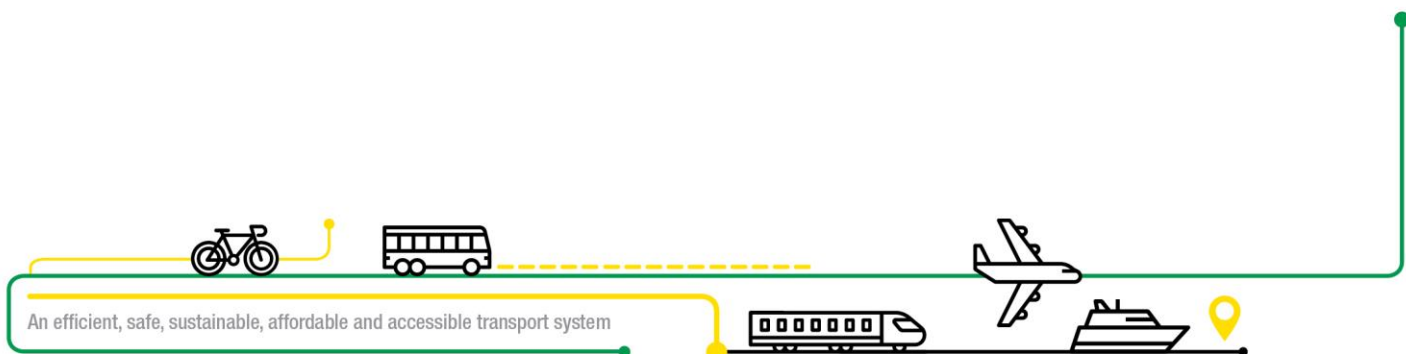 An efficient, safe, sustainable, affordable and accessible transport system